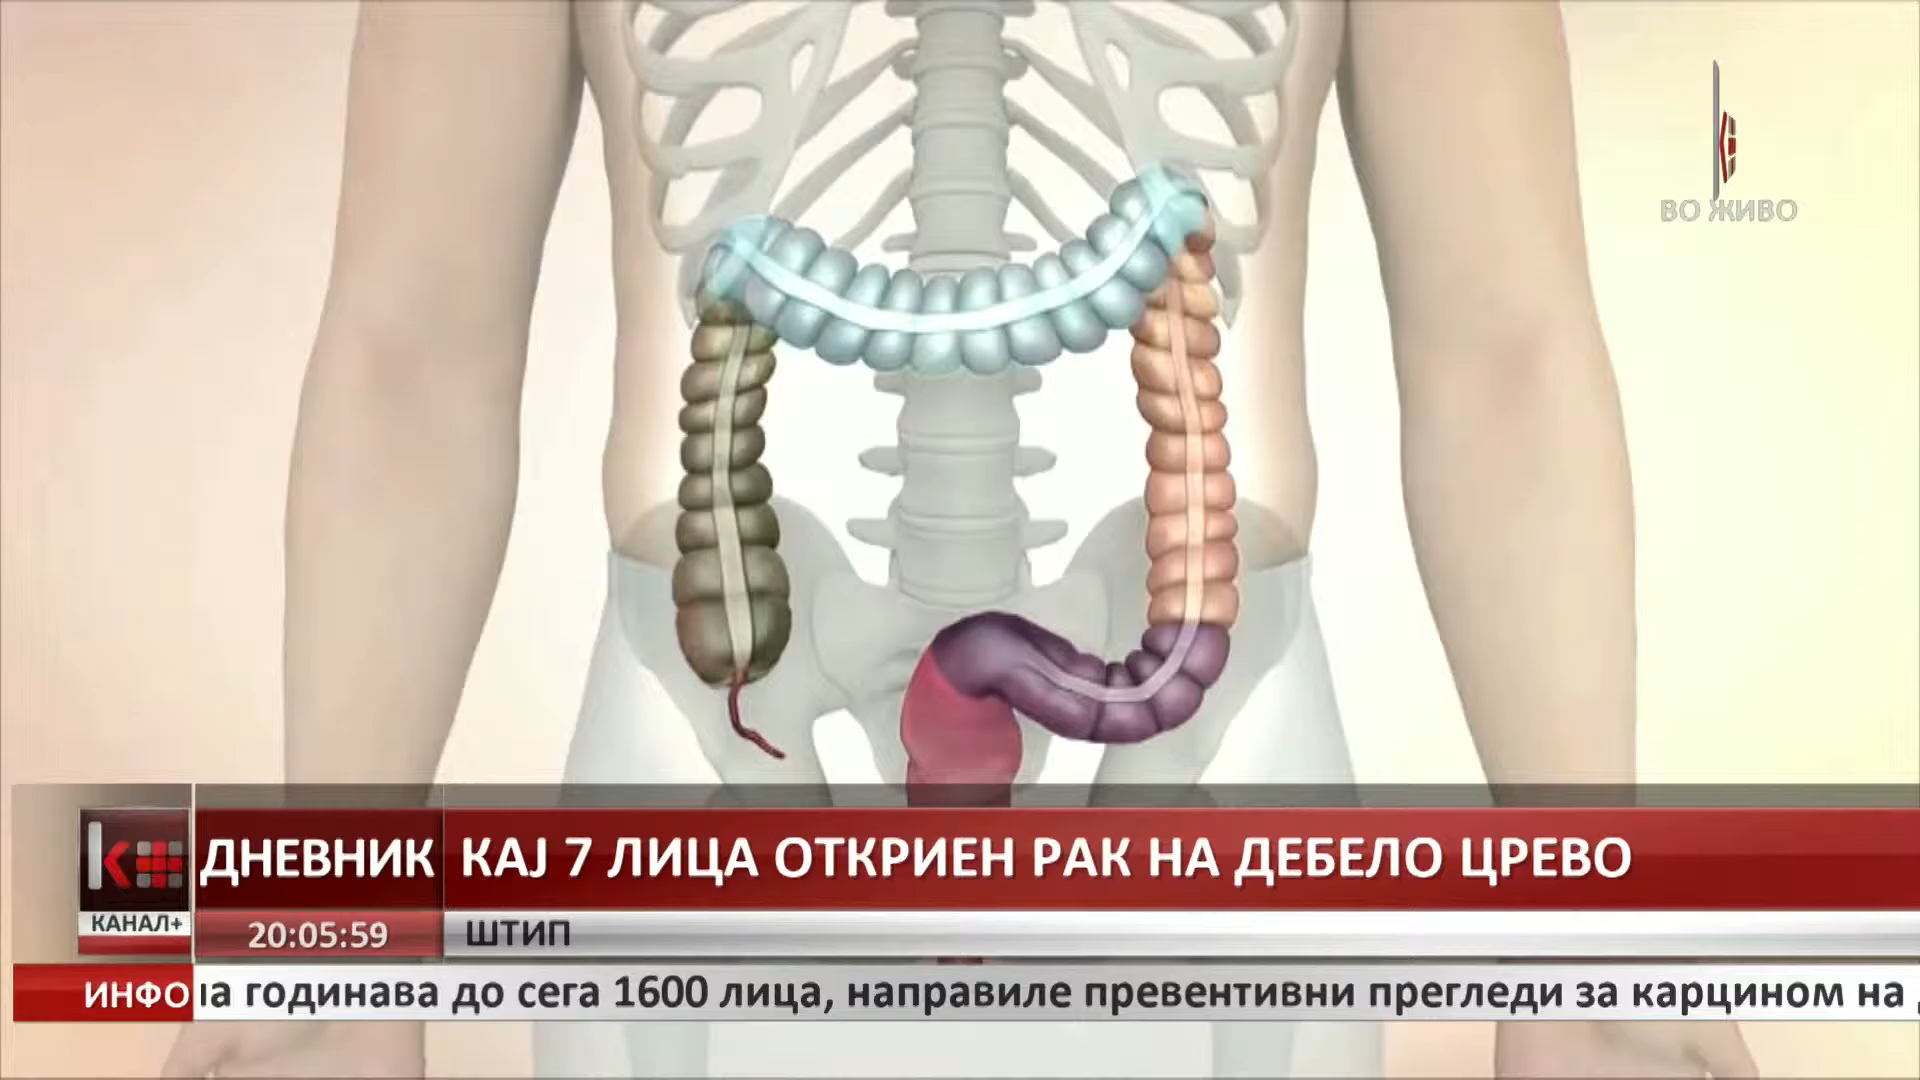 ВО ЖИВО
ДНЕВНИК
КАЈ 7 ЛИЦА ОТКРИЕН РАК НА ДЕБЕЛО ЦРЕВО
КАНАЛ+
20:05:59
ШТИП
ИНФО
годинава до сега 1600 лица, направиле превентивни прегледи за карцином на